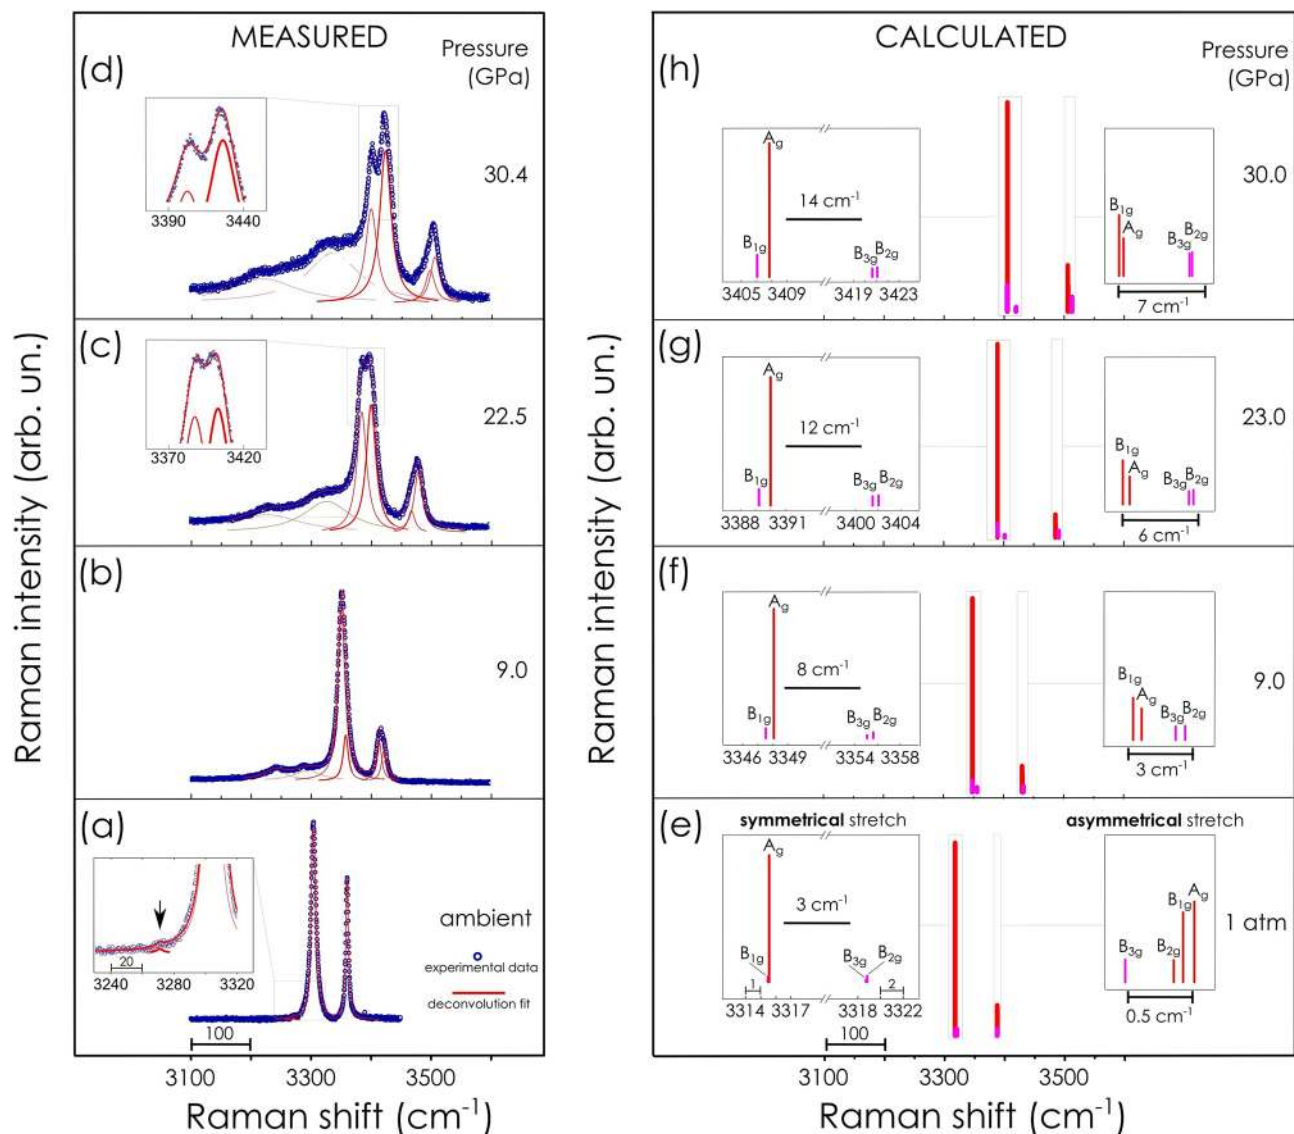 MEASURED
Pressure
(GPa)
(d)
30.4
3390 3440
(c)
22.5
3370 3420
(b)
9.0
(a)
ambient
experimental data
deconvolution fit
20
3240 3280 3320
100
3100 3300 3500
Raman shift (cm-1)
Raman intensity (arb. un.)
CALCULATED
Pressure
(GPa)
(h)
30.0
Ag
14 cm-1
B1g
B3g B2g
3405 3409 3419 3423
B1g
Ag
B3g B2g
7 cm-1
(g)
23.0
Ag
12 cm-1
B1g
B3g B2g
3388 3391 3400 3404
B1g
Ag
B3g B2g
6 cm-1
(f)
9.0
Ag
8 cm-1
B1g
B3g B2g
3346 3349 3354 3358
B1g
Ag
B3g B2g
3 cm-1
(e)
symmetrical stretch
asymmetrical stretch
1 atm
Ag
3 cm-1
B1g
B3g B2g
1
2
3314 3317 3318 3322
Ag
B1g
B3g B2g
0.5 cm-1
100
3100 3300 3500
Raman shift (cm-1)
Raman intensity (arb. un.)